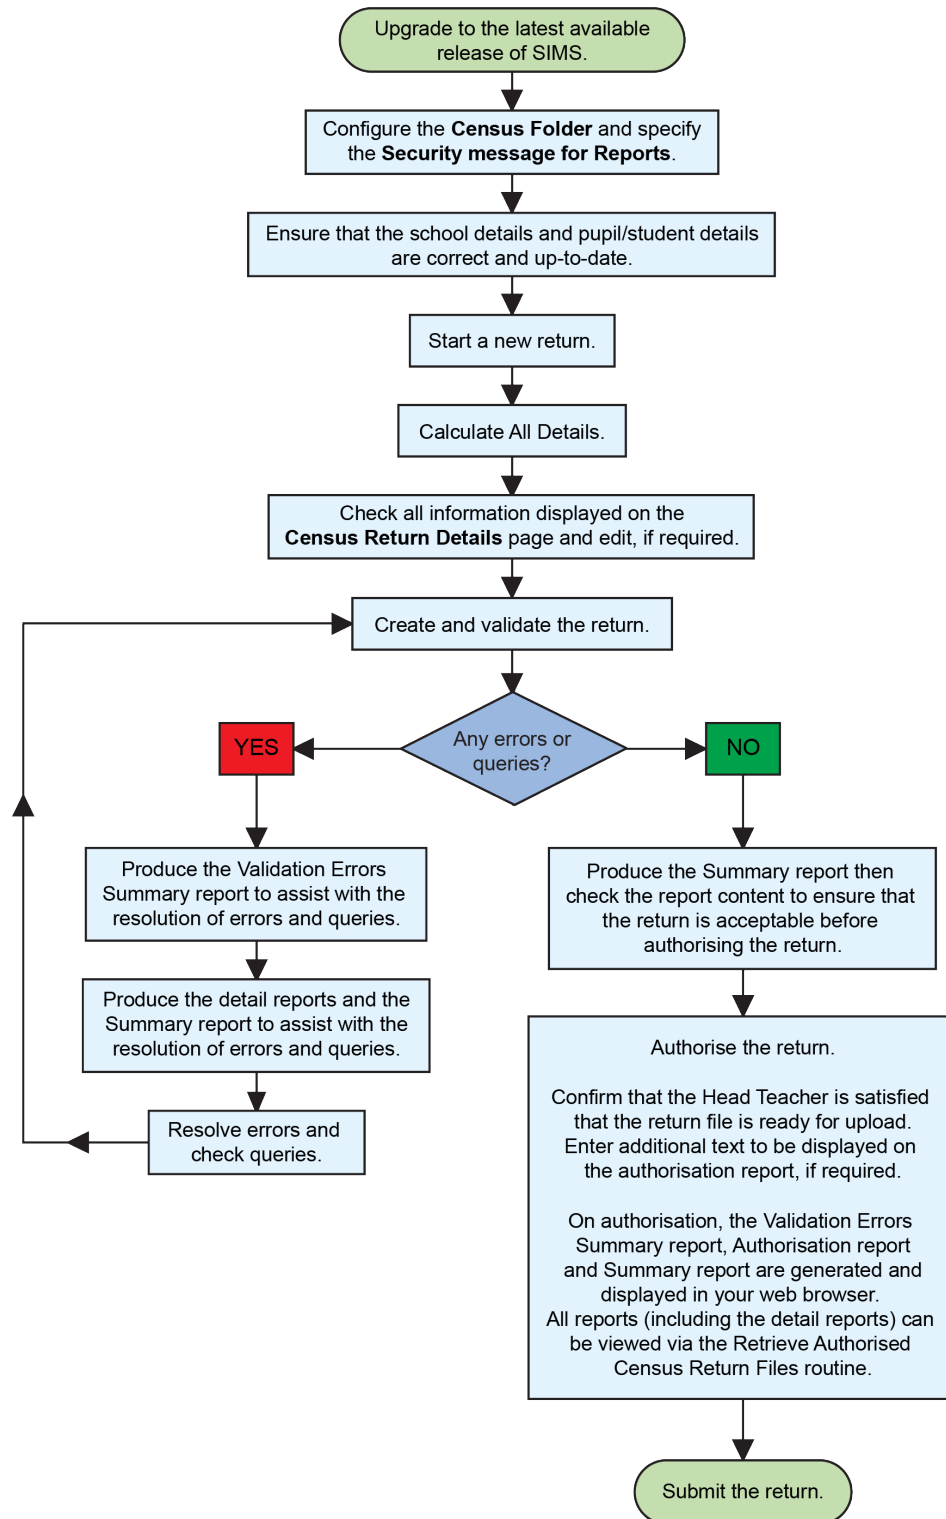 Upgrade to the latest available
release of SIMS.
Configure the Census Folder and specify
the Security message for Reports.
Ensure that the school details and pupil/student details
are correct and up-to-date.
Start a new return.
Calculate All Details.
Check all information displayed on the
Census Return Details page and edit, if required.
Create and validate the return.
Any errors or
queries?
YES
NO
Produce the Validation Errors
Summary report to assist with the
resolution of errors and queries.
Produce the detail reports and the
Summary report to assist with the
resolution of errors and queries.
Resolve errors and
check queries.
Produce the Summary report then
check the report content to ensure that
the return is acceptable before
authorising the return.
Authorise the return.
Confirm that the Head Teacher is satisfied
that the return file is ready for upload.
Enter additional text to be displayed on
the authorisation report, if required.
On authorisation, the Validation Errors
Summary report, Authorisation report
and Summary report are generated and
displayed in your web browser.
All reports (including the detail reports) can
be viewed via the Retrieve Authorised
Census Return Files routine.
Submit the return.